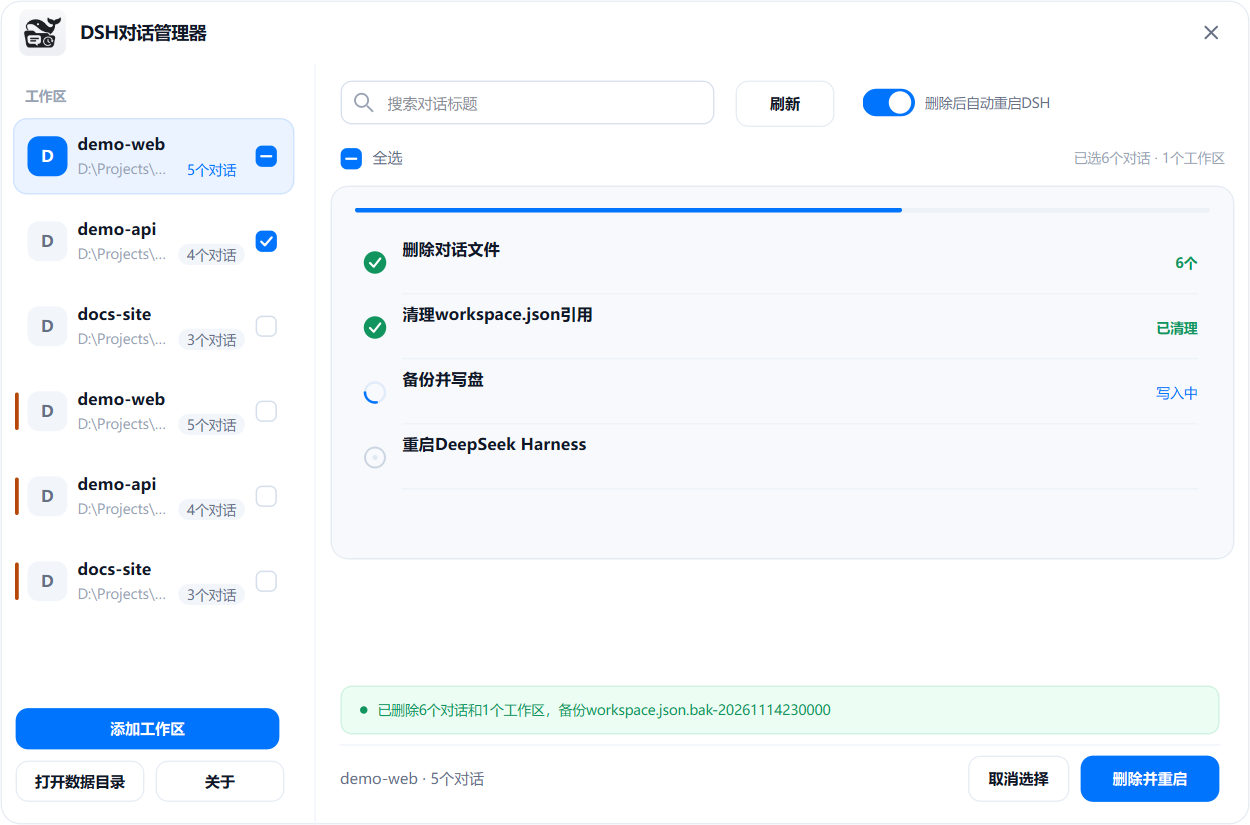 DSH对话管理器
工作区
搜索对话标题
刷新
删除后自动重启DSH
全选
已选6个对话 · 1个工作区
D
demo-web
D:\Projects\...
5个对话
D
demo-api
D:\Projects\...
4个对话
D
docs-site
D:\Projects\...
3个对话
D
demo-web
D:\Projects\...
5个对话
D
demo-api
D:\Projects\...
4个对话
D
docs-site
D:\Projects\...
3个对话
删除对话文件
6个
清理workspace.json引用
已清理
备份并写盘
写入中
重启DeepSeek Harness
已删除6个对话和1个工作区，备份workspace.json.bak-20261114230000
添加工作区
打开数据目录
关于
demo-web · 5个对话
取消选择
删除并重启